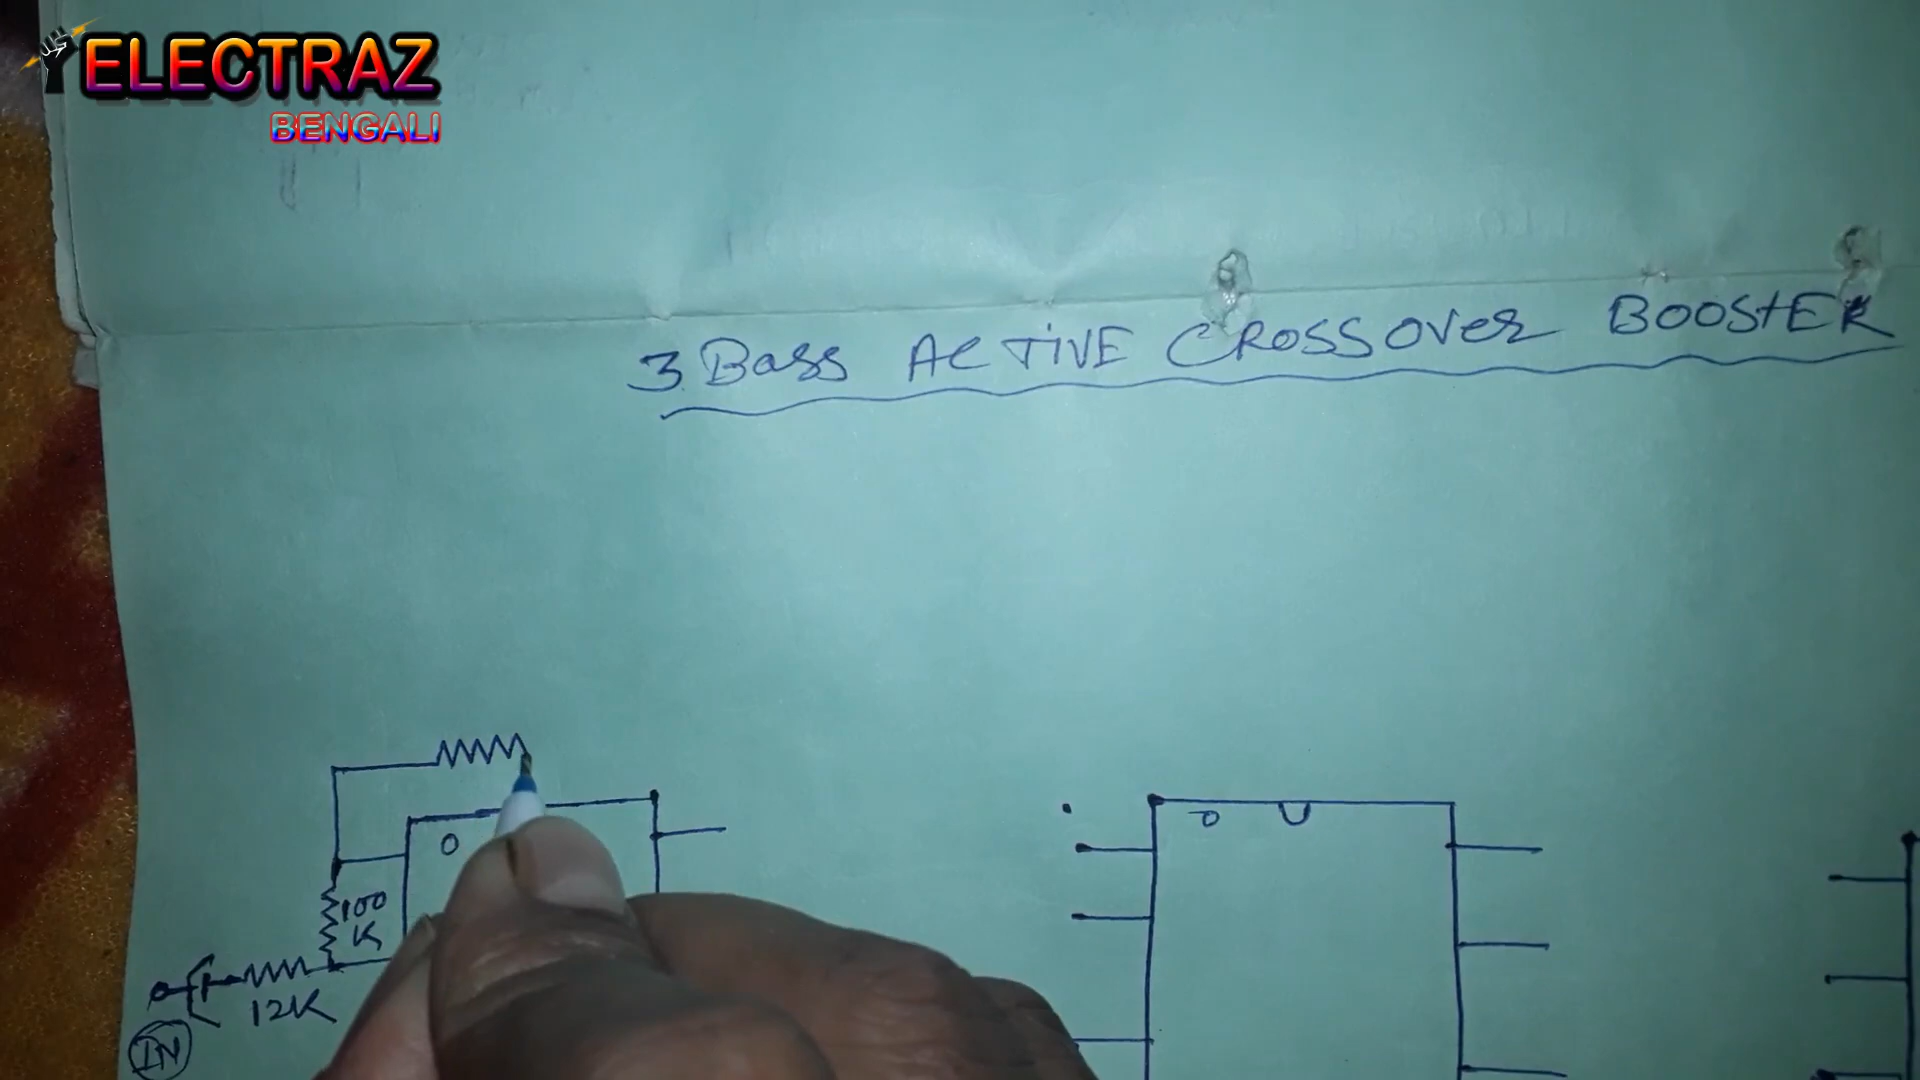 ELECTRAZ
BENGALI
3 Bass ACTIVE CROSSOVER BOOSTER
100
K
12K
IN